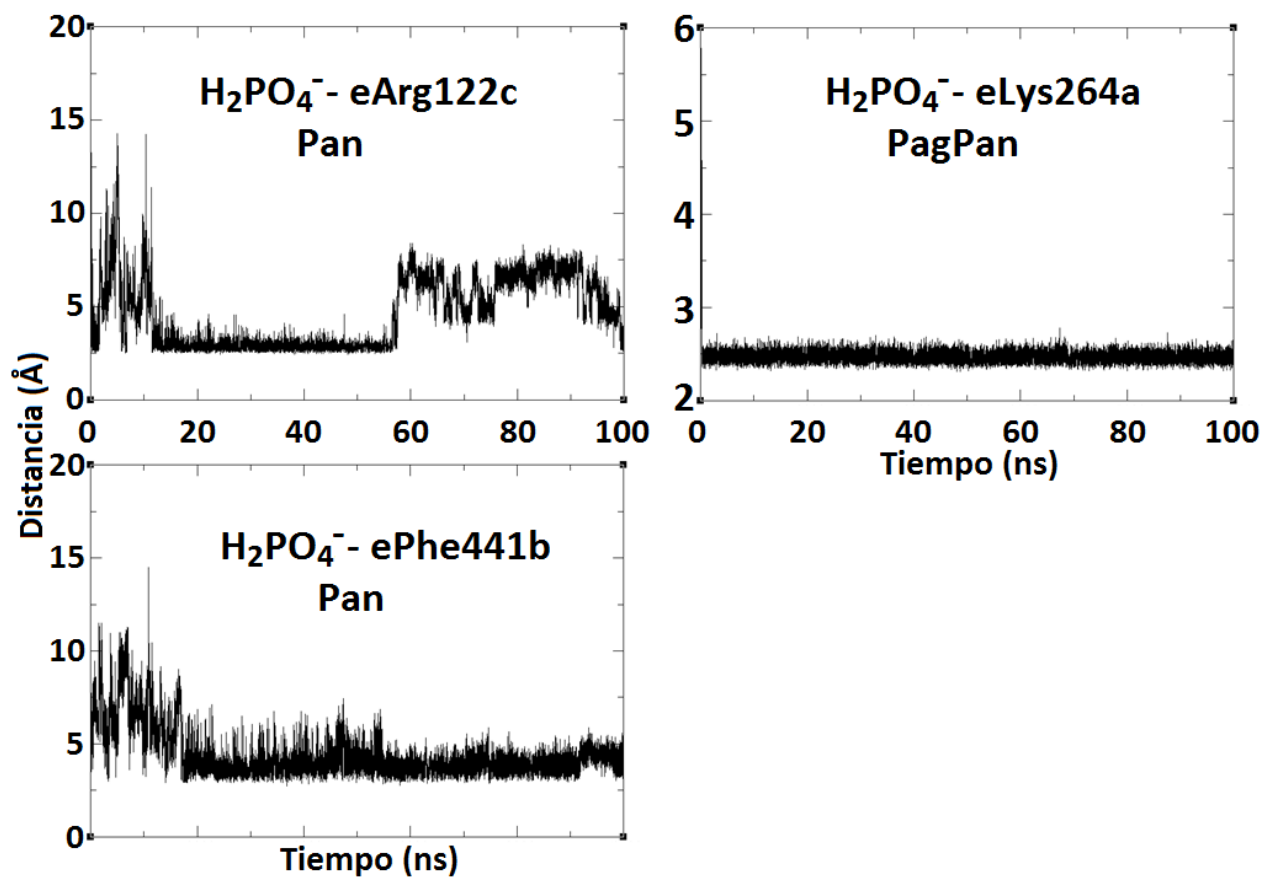 20
15
10
5
0
H₂PO₄⁻- eArg122c
Pan
0 20 40 60 80 100
6
5
4
3
2
H₂PO₄⁻- eLys264a
PagPan
0 20 40 60 80 100
Tiempo (ns)
Distancia (Å)
20
15
10
5
0
H₂PO₄⁻- ePhe441b
Pan
Tiempo (ns)